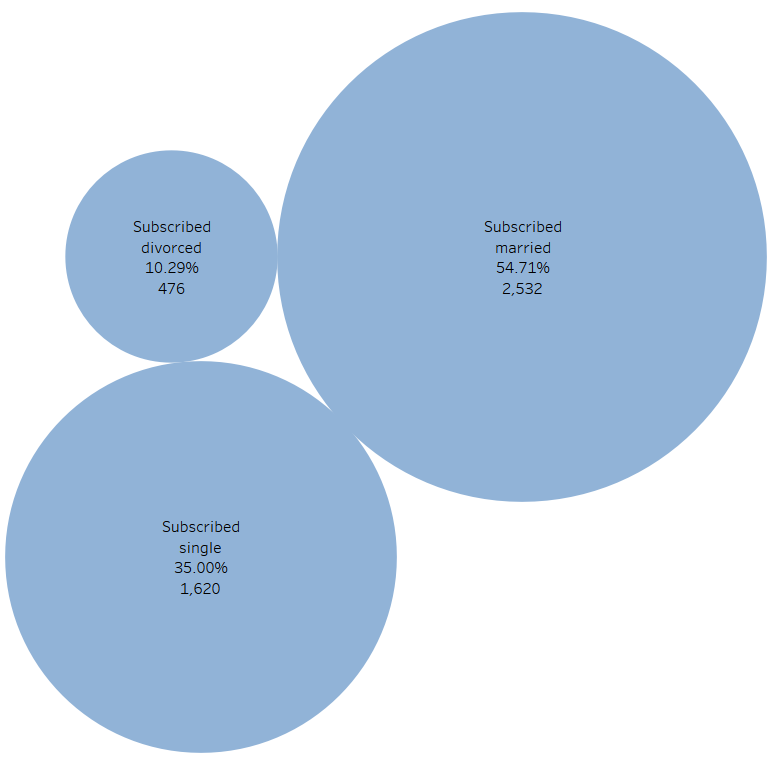 Subscribed
divorced
10.29%
476
Subscribed
married
54.71%
2,532
Subscribed
single
35.00%
1,620